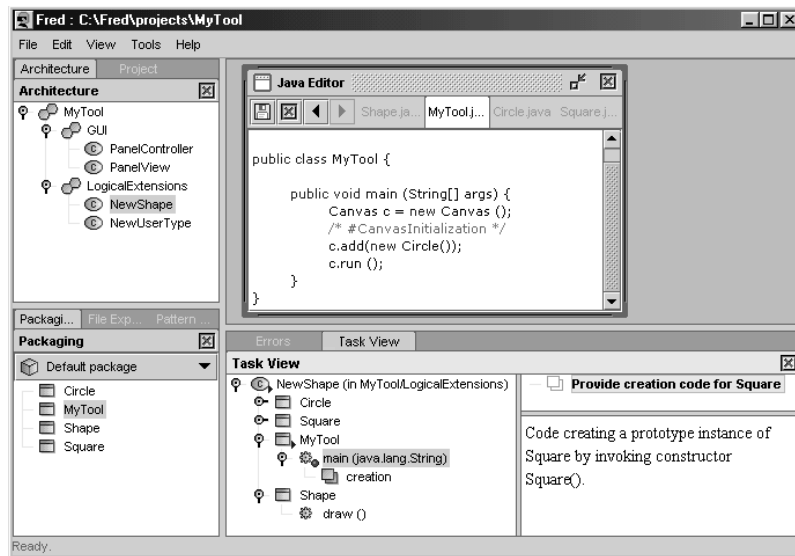 Fred : C:\Fred\projects\MyTool
File Edit View Tools Help
Architecture Project
Architecture
MyTool
GUI
PanelController
PanelView
LogicalExtensions
NewShape
NewUserType
Java Editor
Shape.ja... MyTool.j... Circle.java Square.j...
public class MyTool {
public void main (String[] args) {
Canvas c = new Canvas ();
/* #CanvasInitialization */
c.add(new Circle());
c.run ();
}
}
Packagi... File Exp... Pattern ...
Packaging
Default package
Circle
MyTool
Shape
Square
Errors Task View
Task View
NewShape (in MyTool/LogicalExtensions)
Circle
Square
MyTool
main (java.lang.String)
creation
Shape
draw ()
Provide creation code for Square
Code creating a prototype instance of
Square by invoking constructor
Square().
Ready.